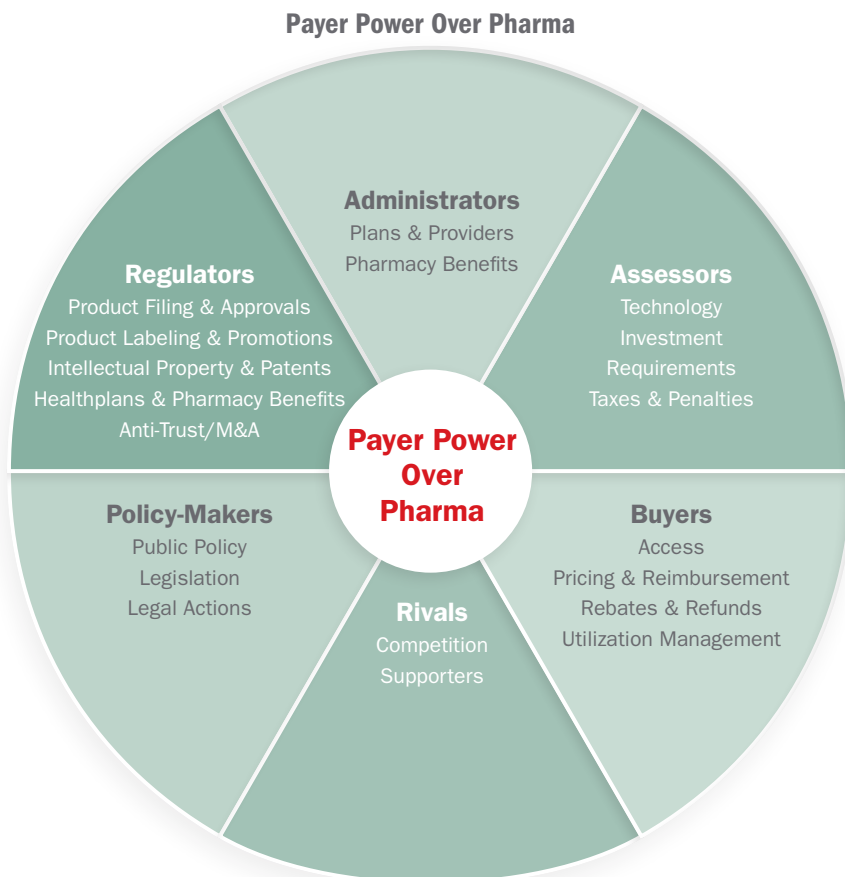 Payer Power Over Pharma
Administrators
Plans & Providers
Pharmacy Benefits
Assessors
Technology
Investment
Requirements
Taxes & Penalties
Buyers
Access
Pricing & Reimbursement
Rebates & Refunds
Utilization Management
Rivals
Competition
Supporters
Policy-Makers
Public Policy
Legislation
Legal Actions
Regulators
Product Filing & Approvals
Product Labeling & Promotions
Intellectual Property & Patents
Healthplans & Pharmacy Benefits
Anti-Trust/M&A
Payer Power
Over
Pharma